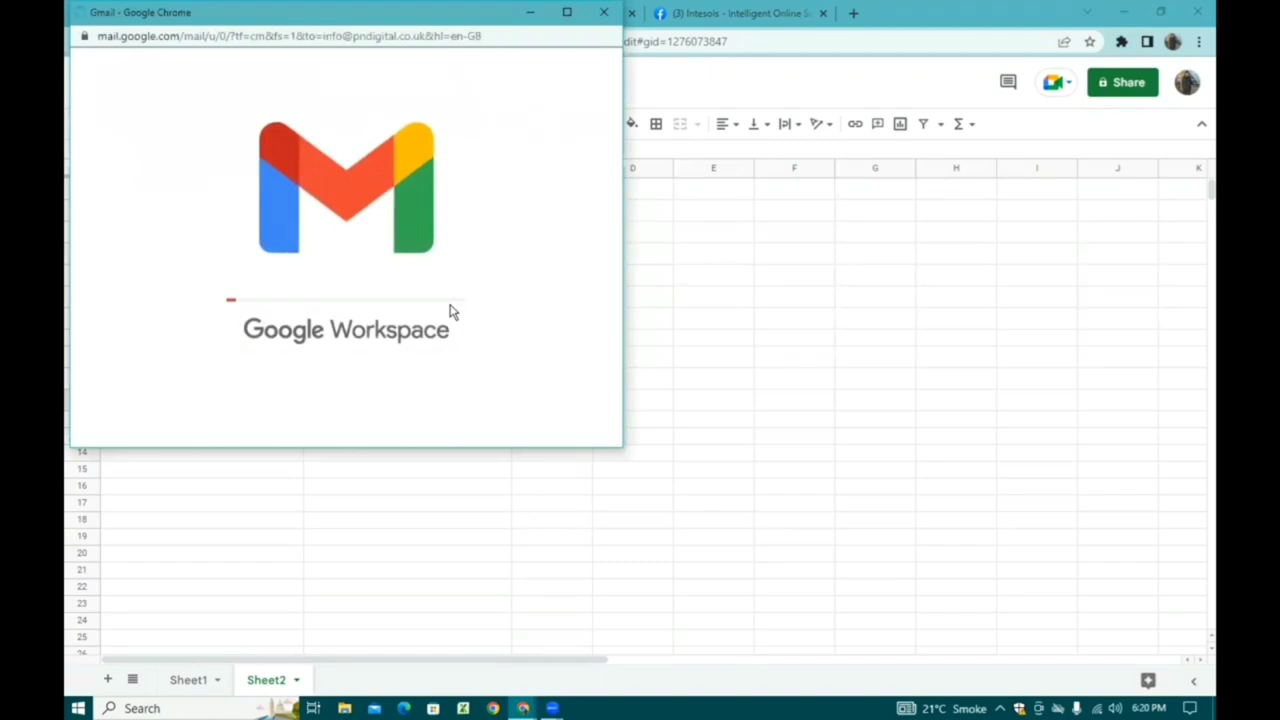 Gmail - Google Chrome
(3) Intesols - Intelligent Online S
mail.google.com/mail/u/0/?tf=cm&fs=1&to=info@pndigital.co.uk&hl=en-GB
dit#gid=1276073847
Share
D E F G H I J K
Google Workspace
14
15
16
17
18
19
20
21
22
23
24
25
26
Sheet1
Sheet2
Search
21°C Smoke
6:20 PM